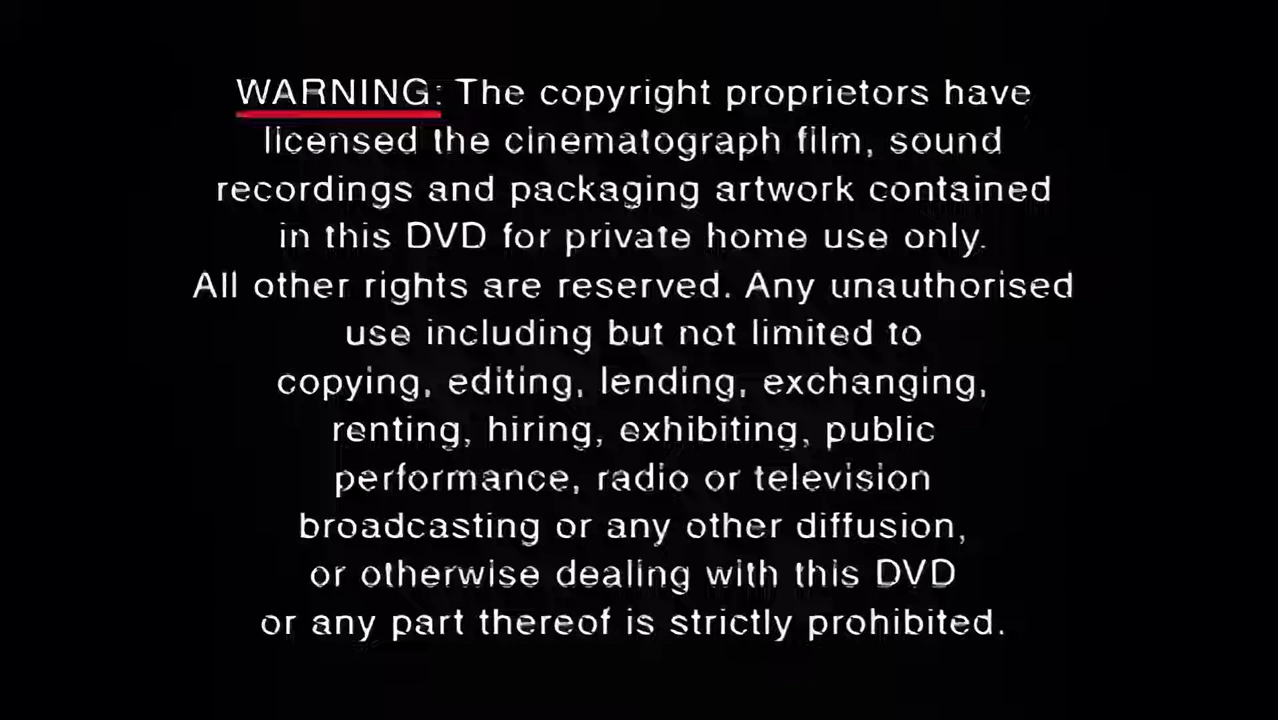 WARNING: The copyright proprietors have
licensed the cinematograph film, sound
recordings and packaging artwork contained
in this DVD for private home use only.
All other rights are reserved. Any unauthorised
use including but not limited to
copying, editing, lending, exchanging,
renting, hiring, exhibiting, public
performance, radio or television
broadcasting or any other diffusion,
or otherwise dealing with this DVD
or any part thereof is strictly prohibited.